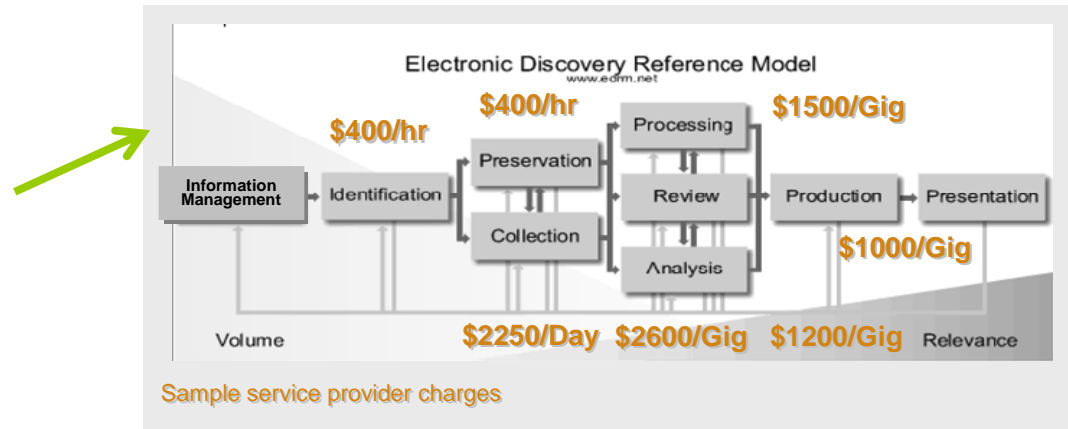 Electronic Discovery Reference Model
www.edrm.net
$400/hr
$400/hr
$1500/Gig
Processing
Preservation
Information
Management
Identification
Review
Production
Presentation
Collection
$1000/Gig
Analysis
Volume
$2250/Day
$2600/Gig
$1200/Gig
Relevance
Sample service provider charges